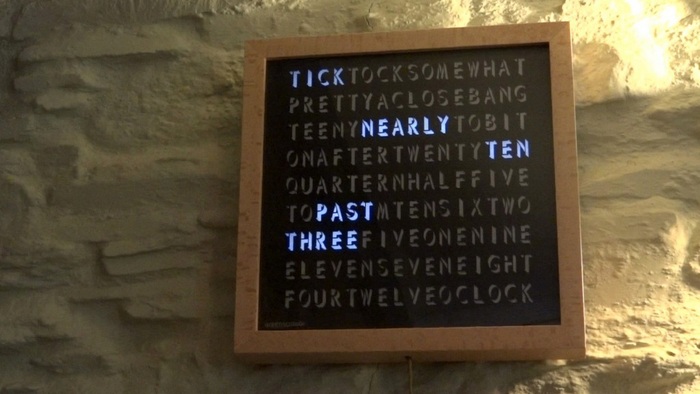 TICKTOCKSOMEWHAT
PRETTYACLOSEBANG
TEENYNEARLYTOBIT
ONAFTERTWENTYTEN
QUARTERNHALFFIVE
TOPASTMTENSIXTWO
THREEFIVEONENINE
ELEVENSEVENEIGHT
FOURTWELVEOCLOCK